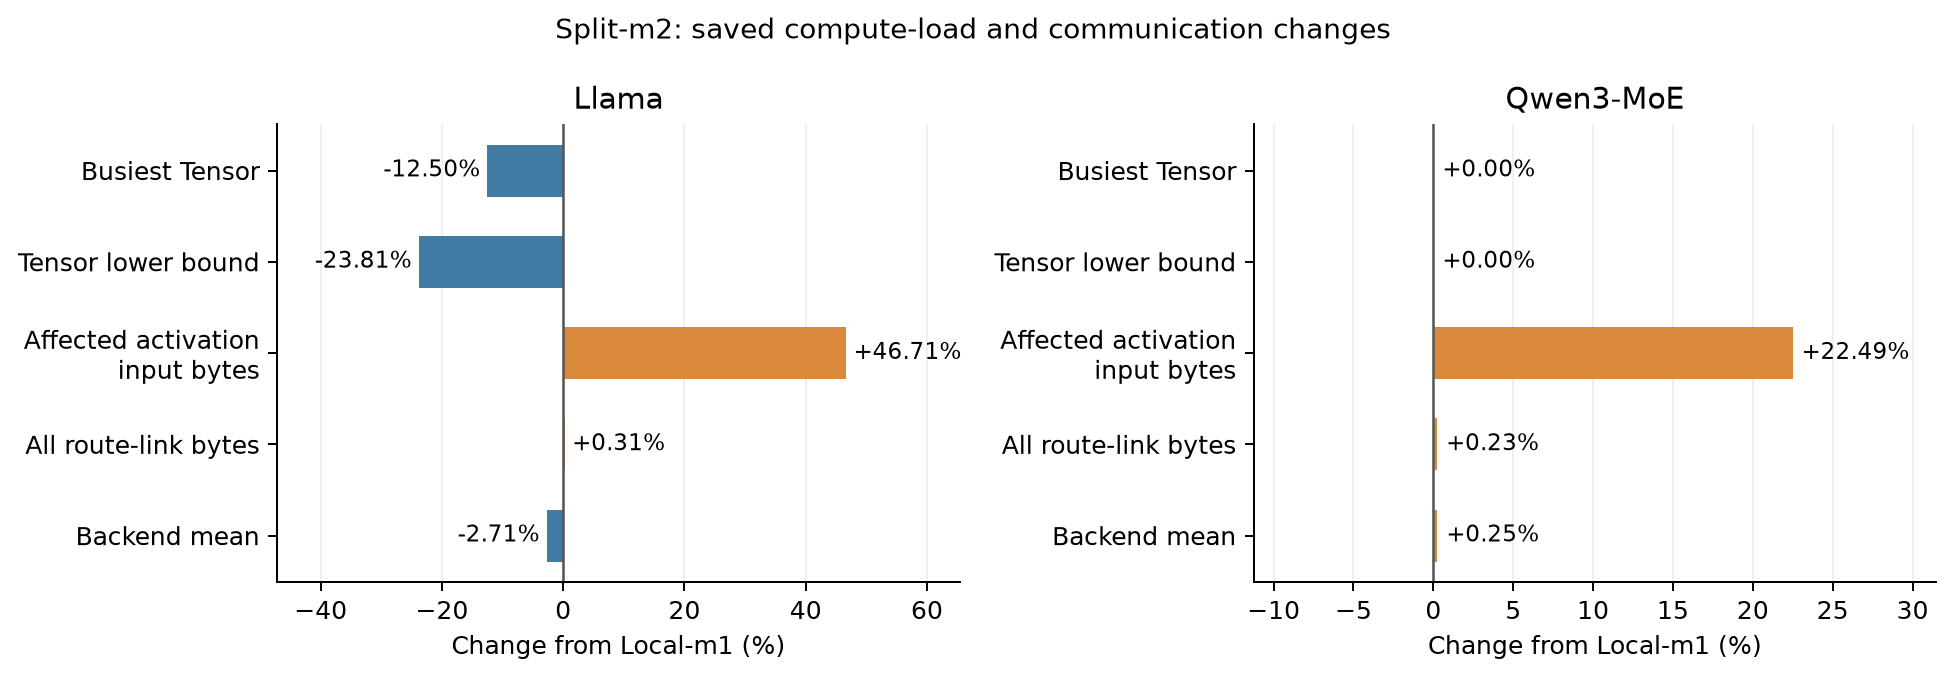 Split-m2: saved compute-load and communication changes
Llama
Busiest Tensor
-12.50%
Tensor lower bound
-23.81%
Affected activation
input bytes
+46.71%
All route-link bytes
+0.31%
Backend mean
-2.71%
−40 −20 0 20 40 60
Change from Local-m1 (%)
Qwen3-MoE
Busiest Tensor
+0.00%
Tensor lower bound
+0.00%
Affected activation
input bytes
+22.49%
All route-link bytes
+0.23%
Backend mean
+0.25%
−10 −5 0 5 10 15 20 25 30
Change from Local-m1 (%)